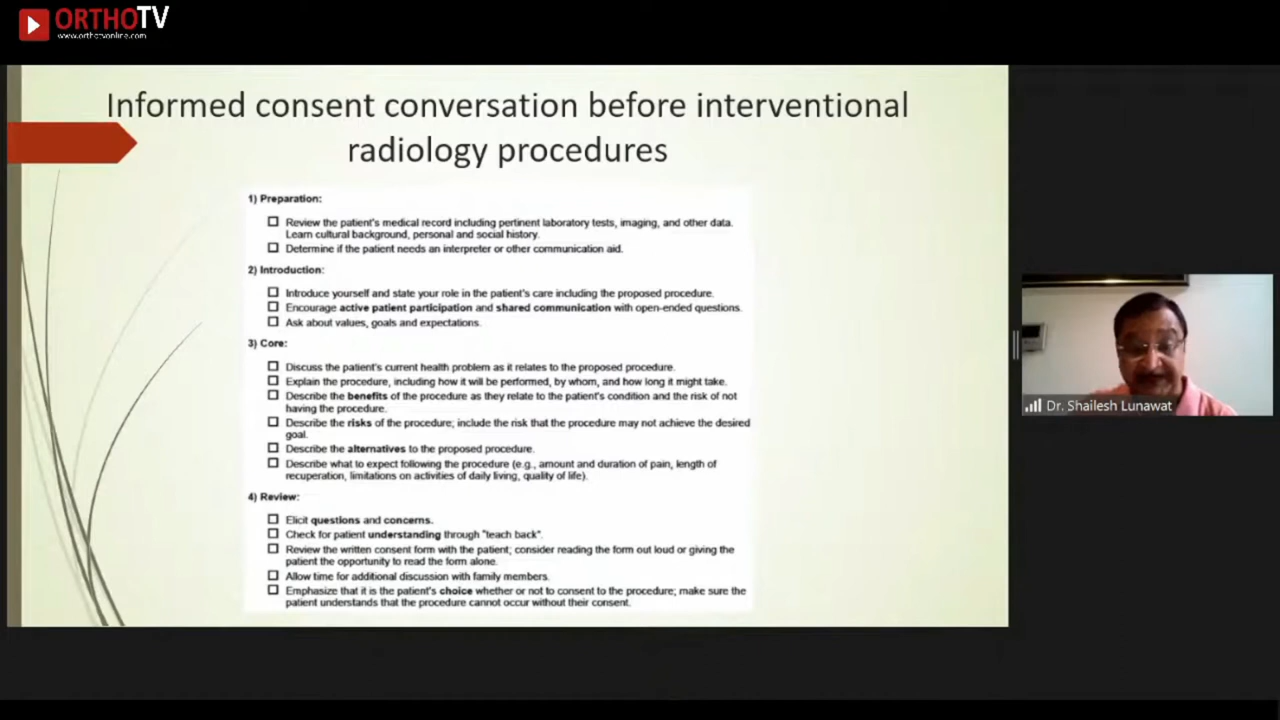 ORTHOTV
www.orthotvonline.com
Informed consent conversation before interventional
radiology procedures
1) Preparation:
Review the patient's medical record including pertinent laboratory tests, imaging, and other data.
Learn cultural background, personal and social history.
Determine if the patient needs an interpreter or other communication aid.
2) Introduction:
Introduce yourself and state your role in the patient's care including the proposed procedure.
Encourage active patient participation and shared communication with open-ended questions.
Ask about values, goals and expectations.
3) Core:
Discuss the patient's current health problem as it relates to the proposed procedure.
Explain the procedure, including how it will be performed, by whom, and how long it might take.
Describe the benefits of the procedure as they relate to the patient's condition and the risk of not
having the procedure.
Describe the risks of the procedure; include the risk that the procedure may not achieve the desired
goal.
Describe the alternatives to the proposed procedure.
Describe what to expect following the procedure (e.g., amount and duration of pain, length of
recuperation, limitations on activities of daily living, quality of life).
4) Review:
Elicit questions and concerns.
Check for patient understanding through "teach back".
Review the written consent form with the patient; consider reading the form out loud or giving the
patient the opportunity to read the form alone.
Allow time for additional discussion with family members.
Emphasize that it is the patient's choice whether or not to consent to the procedure; make sure the
patient understands that the procedure cannot occur without their consent.
Dr. Shailesh Lunawat